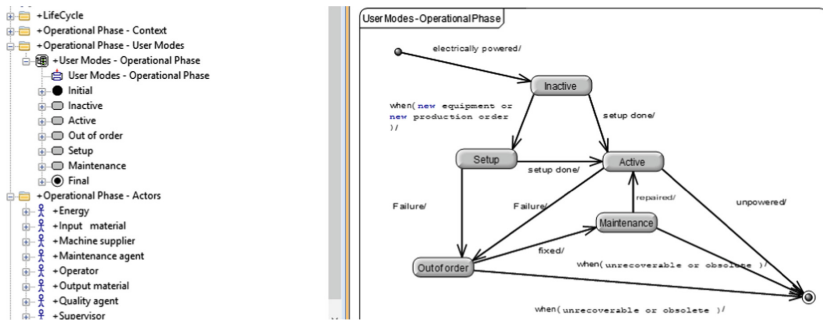 +LifeCycle
+Operational Phase - Context
+Operational Phase - User Modes
+User Modes - Operational Phase
User Modes - Operational Phase
Initial
Inactive
Active
Out of order
Setup
Maintenance
Final
+Operational Phase - Actors
+Energy
+Input material
+Machine supplier
+Maintenance agent
+Operator
+Output material
+Quality agent
+Supervisor
User Modes - Operational Phase
electrically powered/
Inactive
when( new equipment or
new production order
)/
setup done/
Setup
Active
setup done/
Failure/
Failure/
repaired/
unpowered/
Maintenance
fixed/
Out of order
when( unrecoverable or obsolete )/
when( unrecoverable or obsolete )/